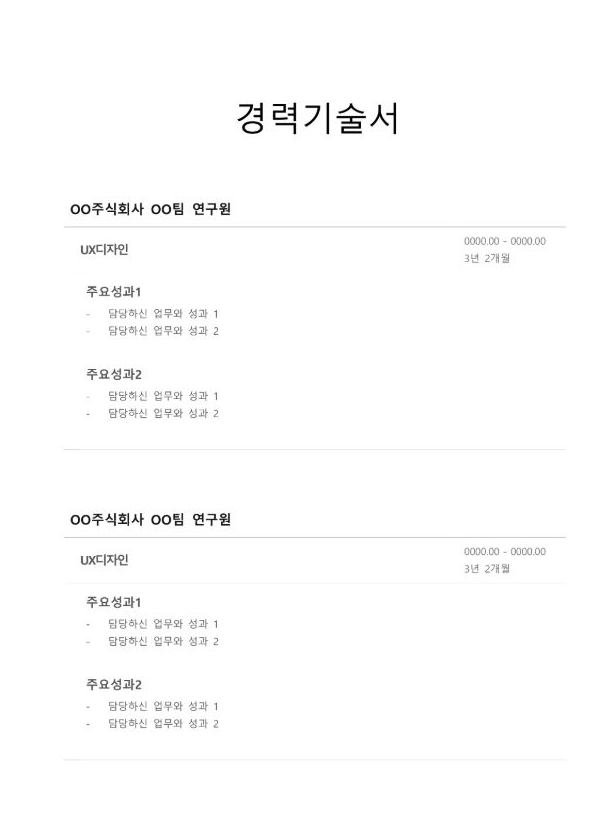 경력기술서
OO주식회사 OO팀 연구원
UX디자인
0000.00 - 0000.00
3년 2개월
주요성과1
- 담당하신 업무와 성과 1
- 담당하신 업무와 성과 2
주요성과2
- 담당하신 업무와 성과 1
- 담당하신 업무와 성과 2
OO주식회사 OO팀 연구원
UX디자인
0000.00 - 0000.00
3년 2개월
주요성과1
- 담당하신 업무와 성과 1
- 담당하신 업무와 성과 2
주요성과2
- 담당하신 업무와 성과 1
- 담당하신 업무와 성과 2